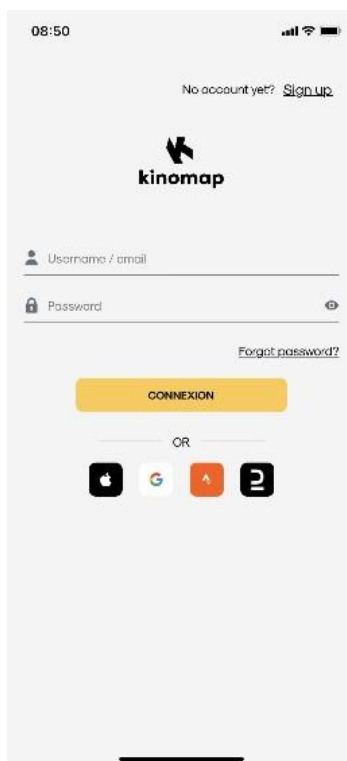 08:50
No account yet? Sign up
kinomap
Username / email
Password
Forgot password?
CONNEXION
OR